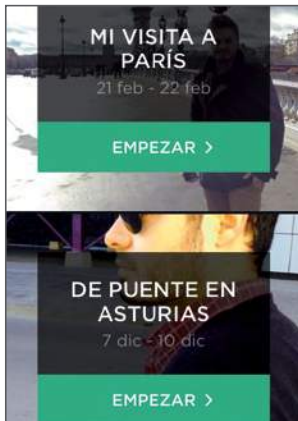 MI VISITA A
PARÍS
21 feb - 22 feb
EMPEZAR >
DE PUENTE EN
ASTURIAS
7 dic - 10 dic
EMPEZAR >